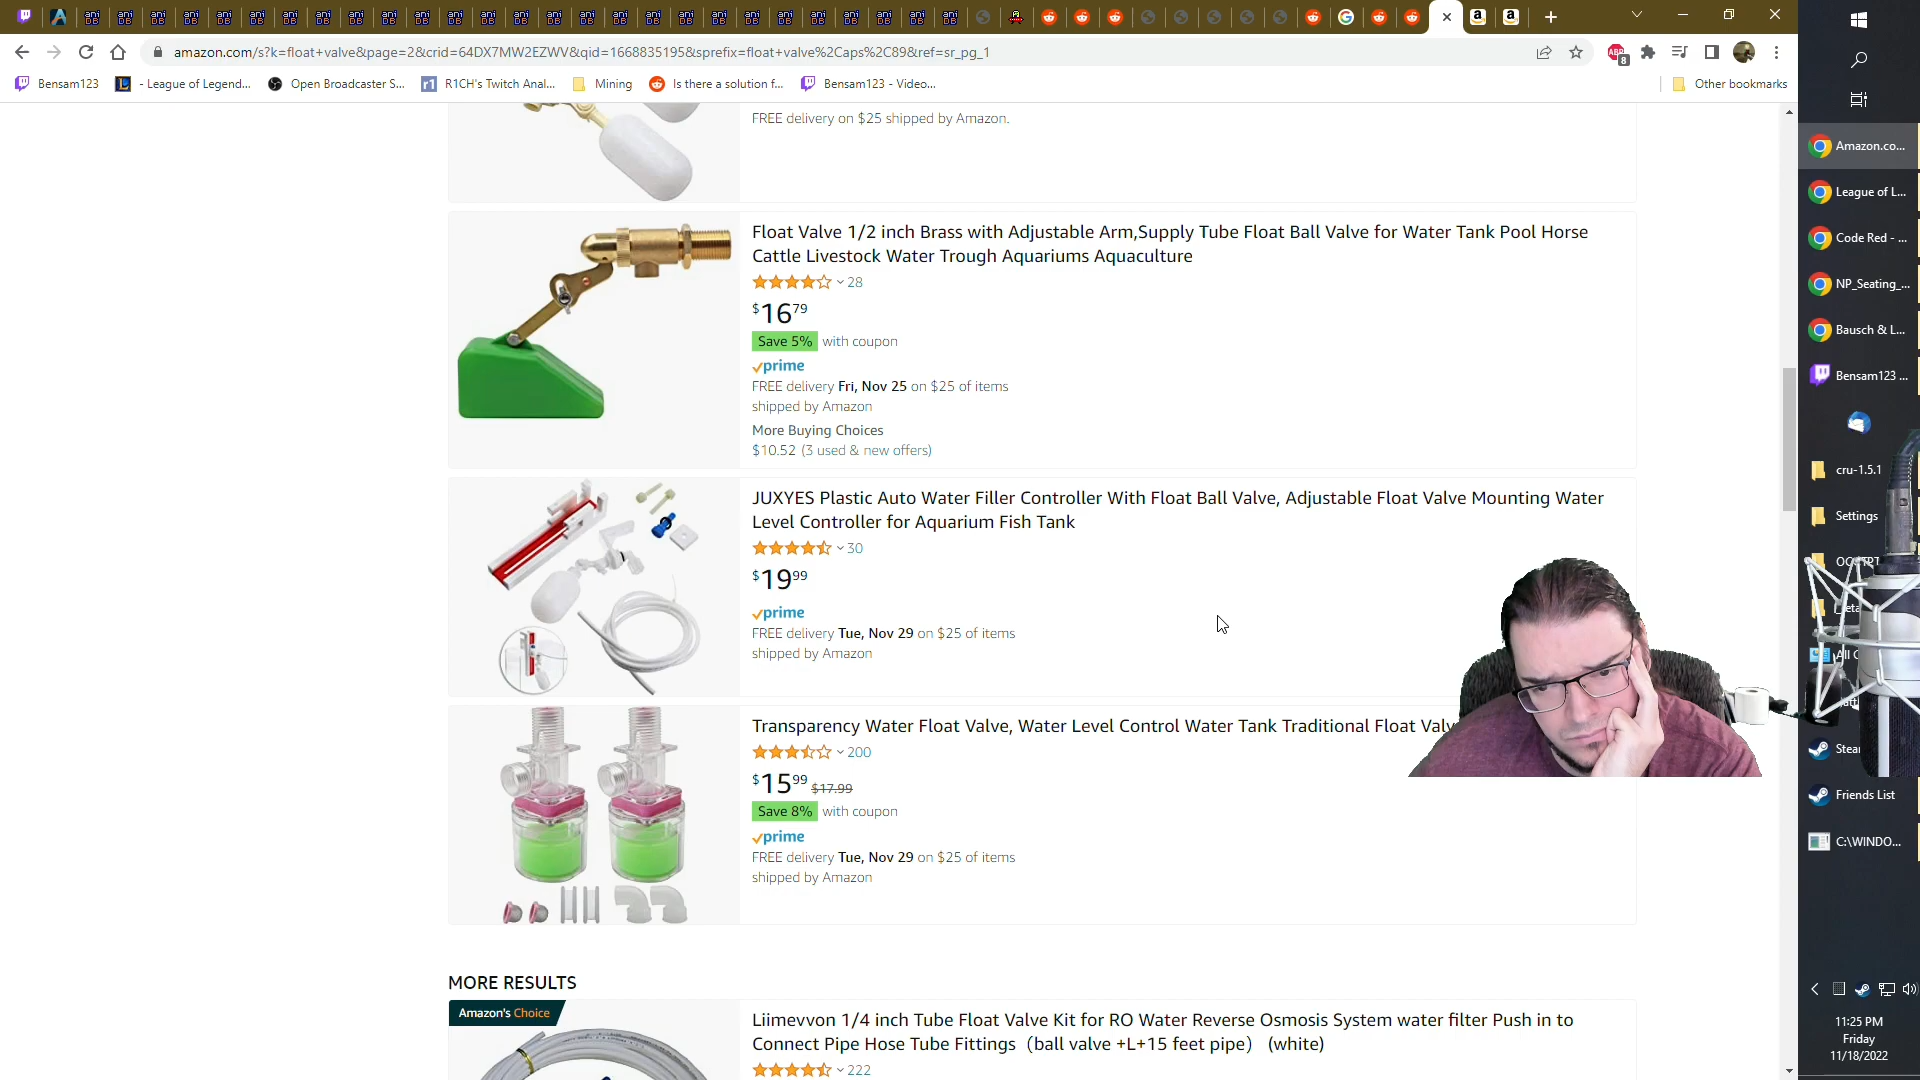 amazon.com/s?k=float+valve&page=2&crid=64DX7MW2EZWV&qid=1668835195&sprefix=float+valve%2Caps%2C89&ref=sr_pg_1
Bensam123
- League of Legend...
Open Broadcaster S...
R1CH's Twitch Anal...
Mining
Is there a solution f...
Bensam123 - Video...
Other bookmarks
FREE delivery on $25 shipped by Amazon.
Float Valve 1/2 inch Brass with Adjustable Arm,Supply Tube Float Ball Valve for Water Tank Pool Horse
Cattle Livestock Water Trough Aquariums Aquaculture
28
$16 79
Save 5% with coupon
prime
FREE delivery Fri, Nov 25 on $25 of items
shipped by Amazon
More Buying Choices
$10.52 (3 used & new offers)
JUXYES Plastic Auto Water Filler Controller With Float Ball Valve, Adjustable Float Valve Mounting Water
Level Controller for Aquarium Fish Tank
30
$19 99
prime
FREE delivery Tue, Nov 29 on $25 of items
shipped by Amazon
Transparency Water Float Valve, Water Level Control Water Tank Traditional Float
200
$15 99 $17.99
Save 8% with coupon
prime
FREE delivery Tue, Nov 29 on $25 of items
shipped by Amazon
MORE RESULTS
Amazon's Choice
Liimevvon 1/4 inch Tube Float Valve Kit for RO Water Reverse Osmosis System water filter Push in to
Connect Pipe Hose Tube Fittings（ball valve +L+15 feet pipe）(white)
222
Amazon.co...
League of L...
Code Red - ...
NP_Seating_...
Bausch & L...
Bensam123 ...
cru-1.5.1
Settings
Friends List
C:\WINDO...
11:25 PM
Friday
11/18/2022